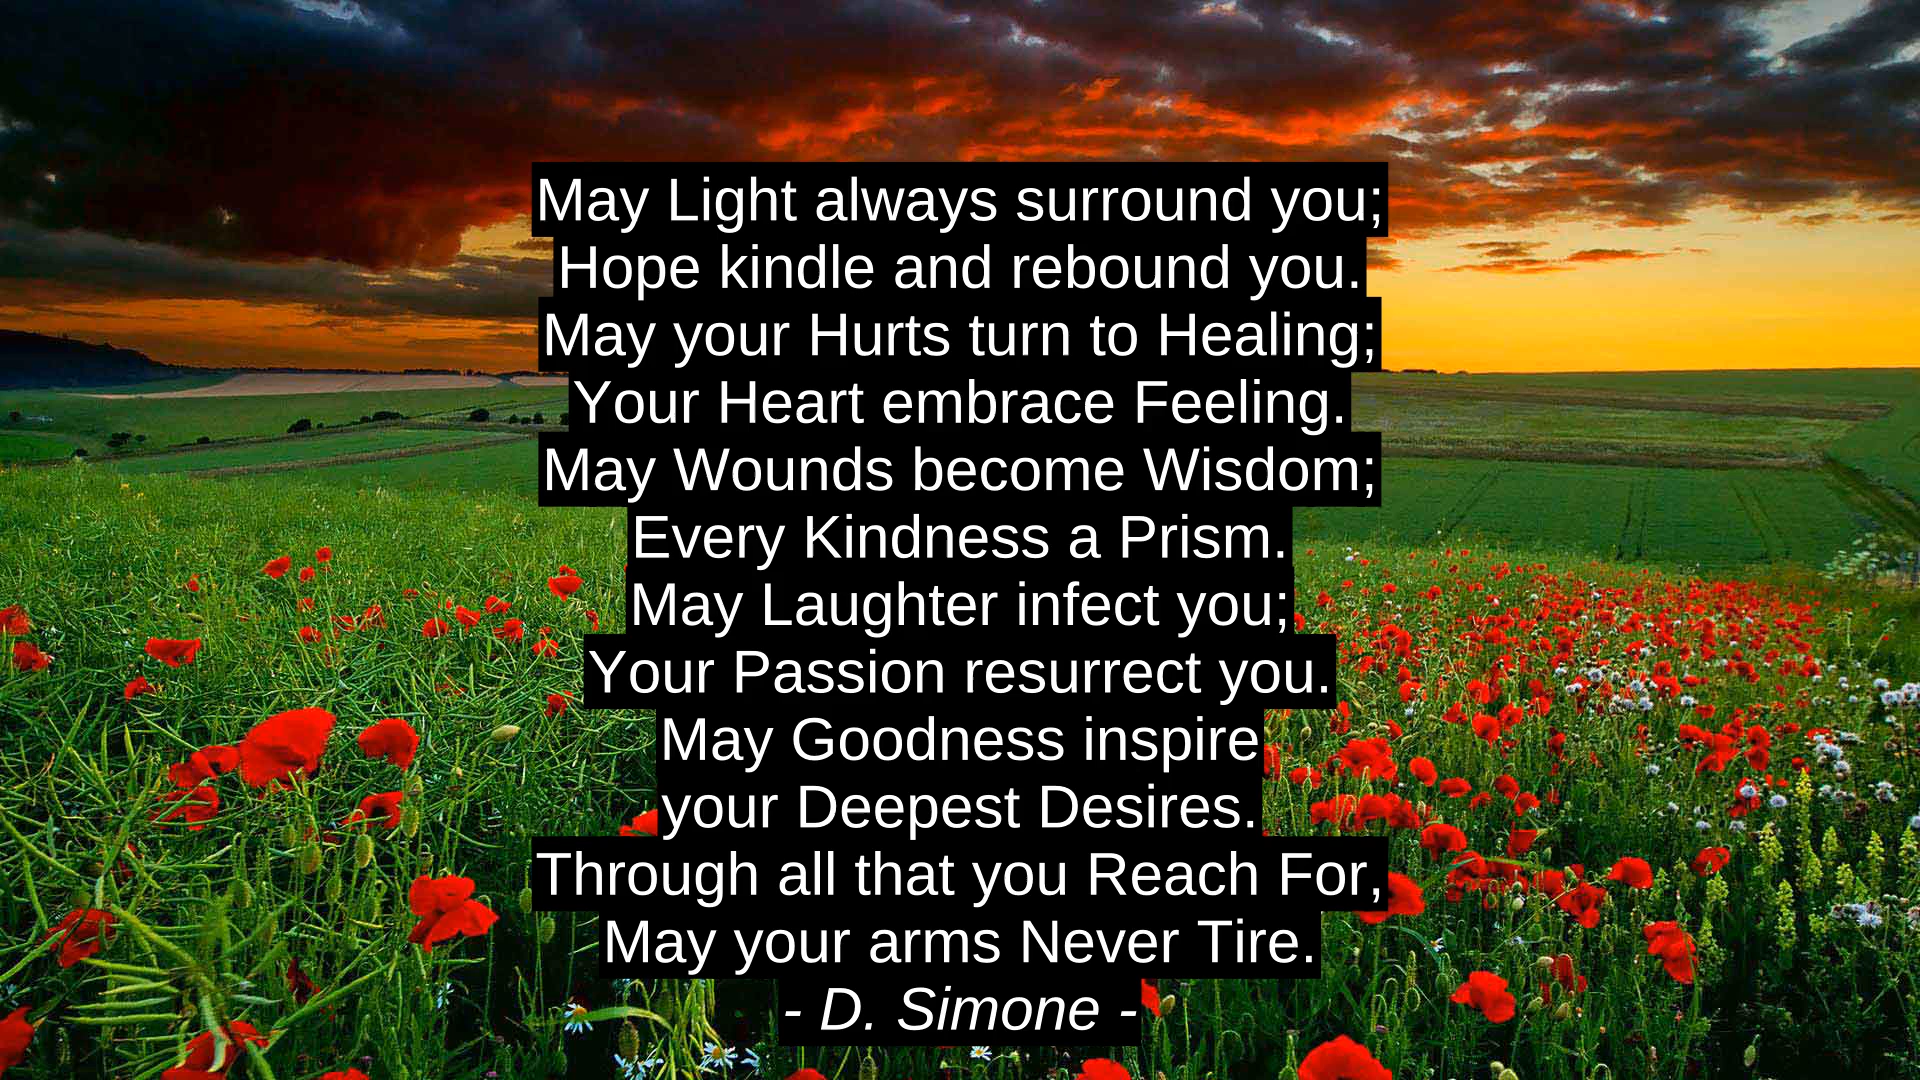 May Light always surround you;
Hope kindle and rebound you.
May your Hurts turn to Healing;
Your Heart embrace Feeling.
May Wounds become Wisdom;
Every Kindness a Prism.
May Laughter infect you;
Your Passion resurrect you.
May Goodness inspire
your Deepest Desires.
Through all that you Reach For,
May your arms Never Tire.
- D. Simone -